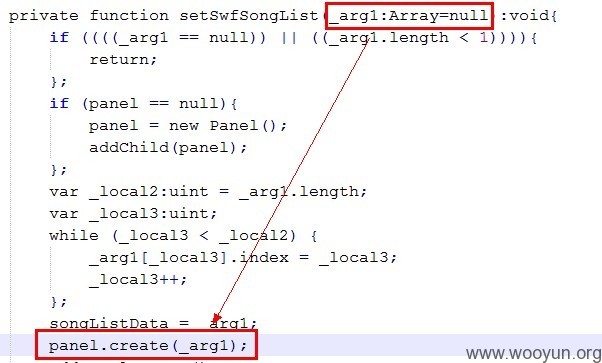 private function setSwfSongList(_arg1:Array=null):void{
if ((((_arg1 == null)) || ((_arg1.length < 1)))){
return;
};
if (panel == null){
panel = new Panel();
addChild(panel);
};
var _local2:uint = _arg1.length;
var _local3:uint;
while (_local3 < _local2) {
_arg1[_local3].index = _local3;
_local3++;
};
songListData = _arg1;
panel.create(_arg1);
www.wooyun.org